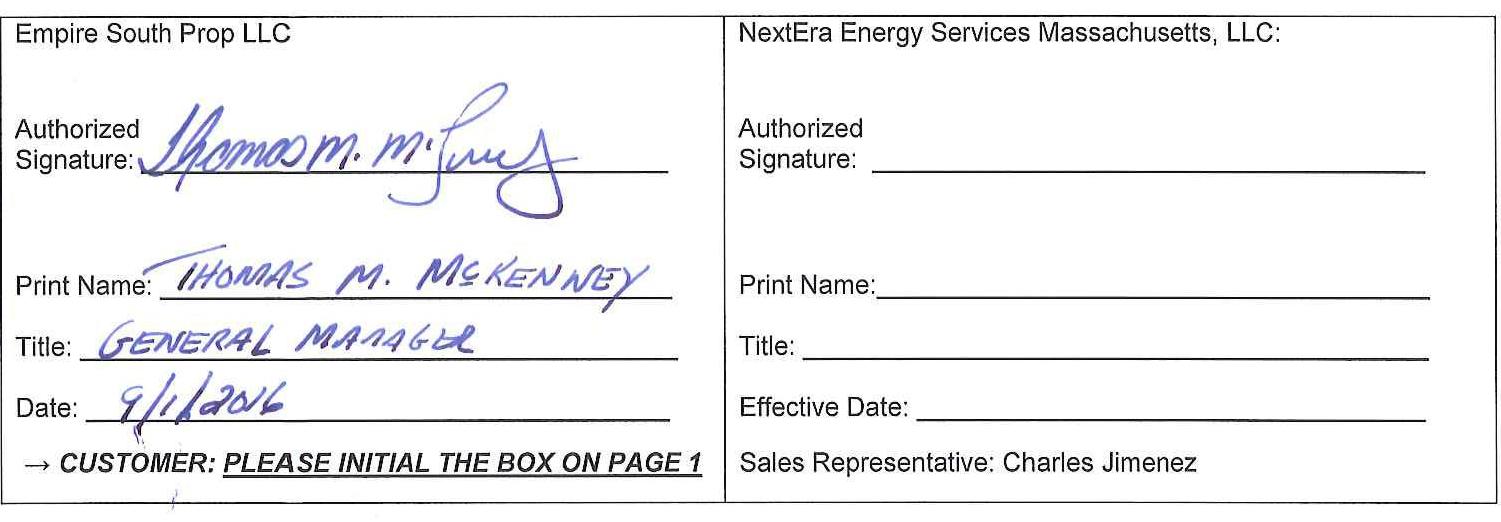 Empire South Prop LLC
Authorized
Signature: Thomas M. Mc
Print Name: THOMAS M. McKENNEY
Title: GENERAL MANAGER
Date: 9/1/2016
→ CUSTOMER: PLEASE INITIAL THE BOX ON PAGE 1
NextEra Energy Services Massachusetts, LLC:
Authorized
Signature:
Print Name:
Title:
Effective Date:
Sales Representative: Charles Jimenez